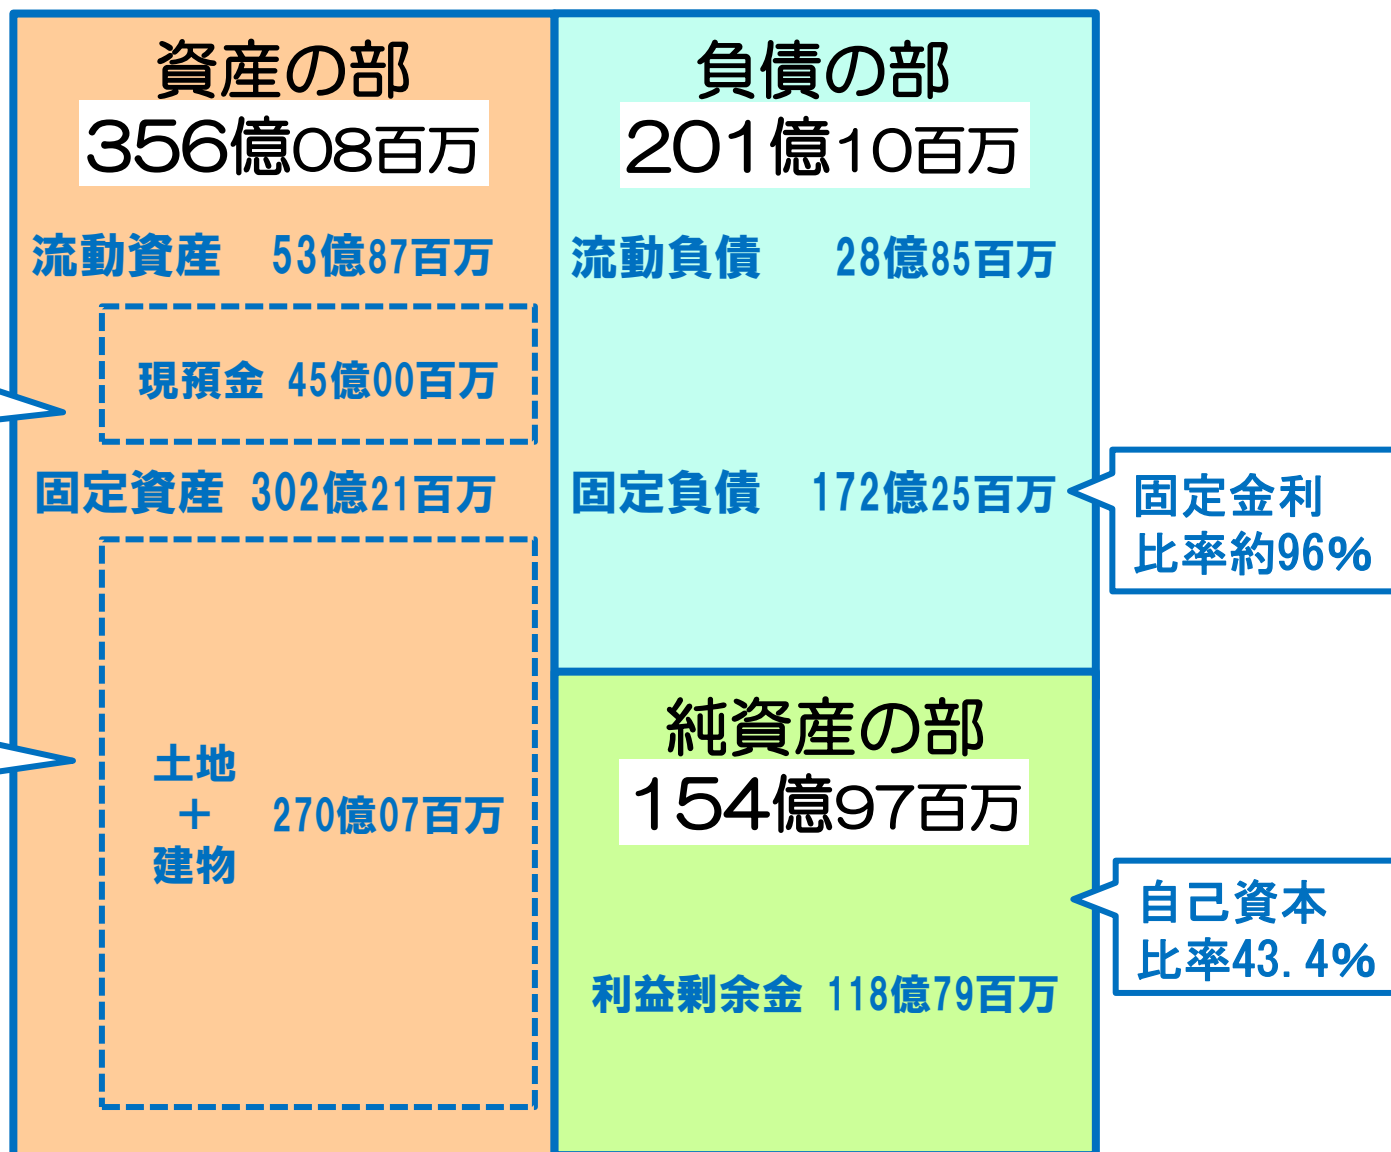 資産の部
356億08百万
流動資産 53億87百万
現預金 45億00百万
固定資産 302億21百万
土地
+
建物
270億07百万
負債の部
201億10百万
流動負債 28億85百万
固定負債 172億25百万
固定金利
比率約96%
純資産の部
154億97百万
利益剰余金 118億79百万
自己資本
比率43.4%